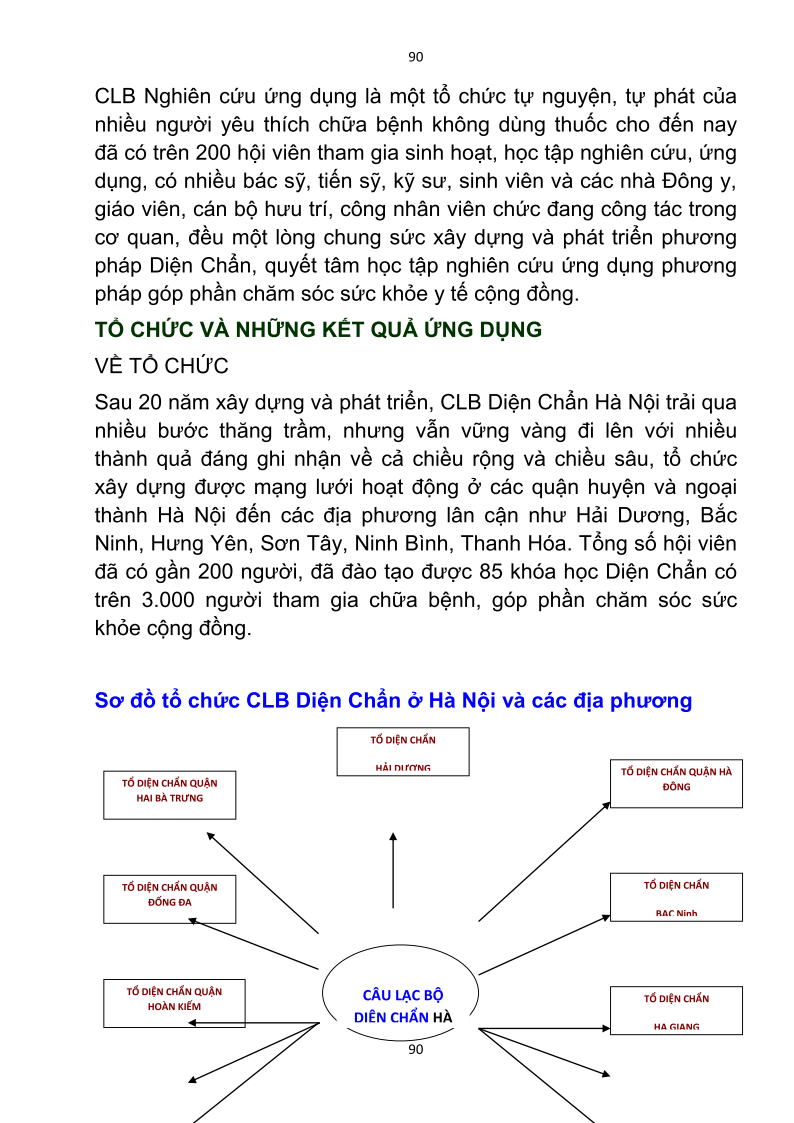 90
CLB Nghiên cứu ứng dụng là một tổ chức tự nguyện, tự phát của
nhiều người yêu thích chữa bệnh không dùng thuốc cho đến nay
đã có trên 200 hội viên tham gia sinh hoạt, học tập nghiên cứu, ứng
dụng, có nhiều bác sỹ, tiến sỹ, kỹ sư, sinh viên và các nhà Đông y,
giáo viên, cán bộ hưu trí, công nhân viên chức đang công tác trong
cơ quan, đều một lòng chung sức xây dựng và phát triển phương
pháp Diện Chẩn, quyết tâm học tập nghiên cứu ứng dụng phương
pháp góp phần chăm sóc sức khỏe y tế cộng đồng.
TỔ CHỨC VÀ NHỮNG KẾT QUẢ ỨNG DỤNG
VỀ TỔ CHỨC
Sau 20 năm xây dựng và phát triển, CLB Diện Chẩn Hà Nội trải qua
nhiều bước thăng trầm, nhưng vẫn vững vàng đi lên với nhiều
thành quả đáng ghi nhận về cả chiều rộng và chiều sâu, tổ chức
xây dựng được mạng lưới hoạt động ở các quận huyện và ngoại
thành Hà Nội đến các địa phương lân cận như Hải Dương, Bắc
Ninh, Hưng Yên, Sơn Tây, Ninh Bình, Thanh Hóa. Tổng số hội viên
đã có gần 200 người, đã đào tạo được 85 khóa học Diện Chẩn có
trên 3.000 người tham gia chữa bệnh, góp phần chăm sóc sức
khỏe cộng đồng.
Sơ đồ tổ chức CLB Diện Chẩn ở Hà Nội và các địa phương
TỔ DIỆN CHẨN
HẢI DƯƠNG
TỔ DIỆN CHẨN QUẬN HÀ
ĐÔNG
TỔ DIỆN CHẨN QUẬN
HAI BÀ TRƯNG
TỔ DIỆN CHẨN QUẬN
ĐỐNG ĐA
TỔ DIỆN CHẨN
BẮC Ninh
TỔ DIỆN CHẨN QUẬN
HOÀN KIẾM
CÂU LẠC BỘ
DIỆN CHẨN HÀ
TỔ DIỆN CHẨN
HÀ GIANG
90